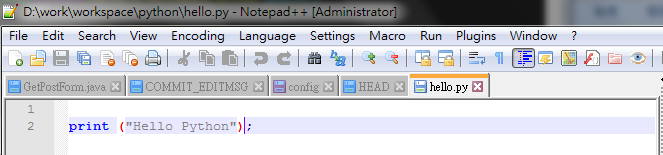 D:\work\workspace\python\hello.py - Notepad++ [Administrator]
File Edit Search View Encoding Language Settings Macro Run Plugins Window ?
GetPostForm.java COMMIT_EDITMSG config HEAD hello.py
1
2 print ("Hello Python");